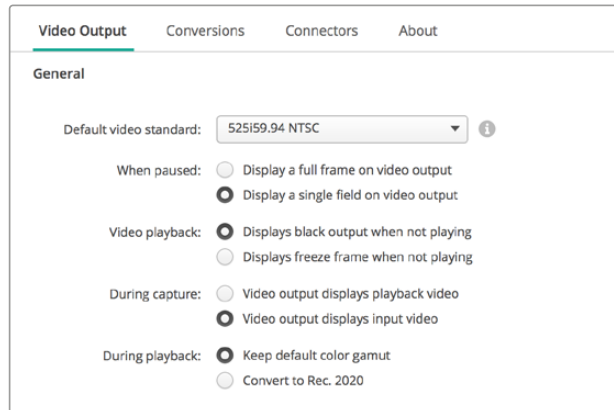 Video Output Conversions Connectors About
General
Default video standard: 525i59.94 NTSC
When paused: Display a full frame on video output
Display a single field on video output
Video playback: Displays black output when not playing
Displays freeze frame when not playing
During capture: Video output displays playback video
Video output displays input video
During playback: Keep default color gamut
Convert to Rec. 2020